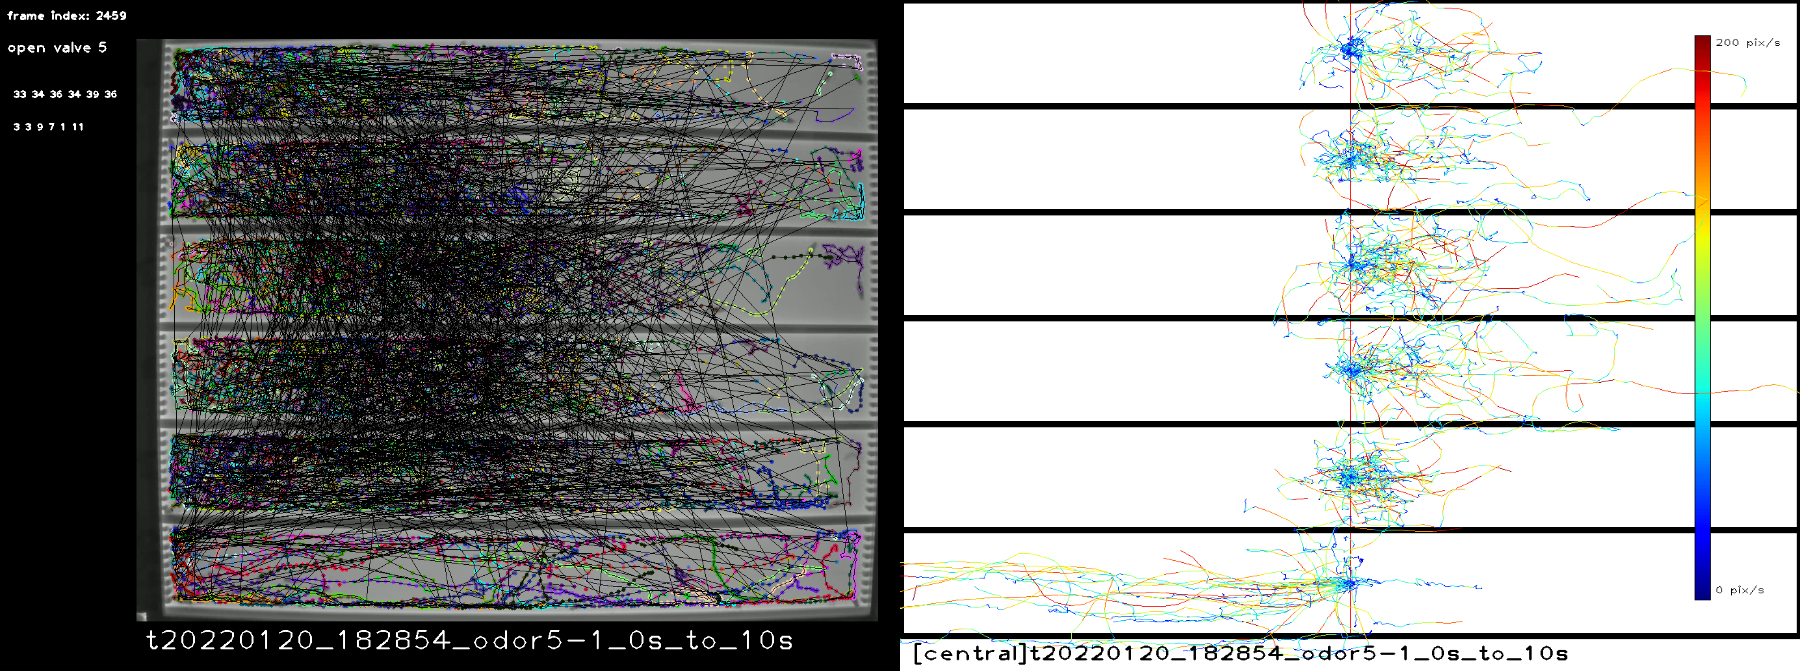 frame index: 2459
open valve 5
33 34 36 34 39 36
3 3 9 7 1 11
t20220120_182854_odor5-1_0s_to_10s
200 pix/s
0 pix/s
[central]t20220120_182854_odor5-1_0s_to_10s